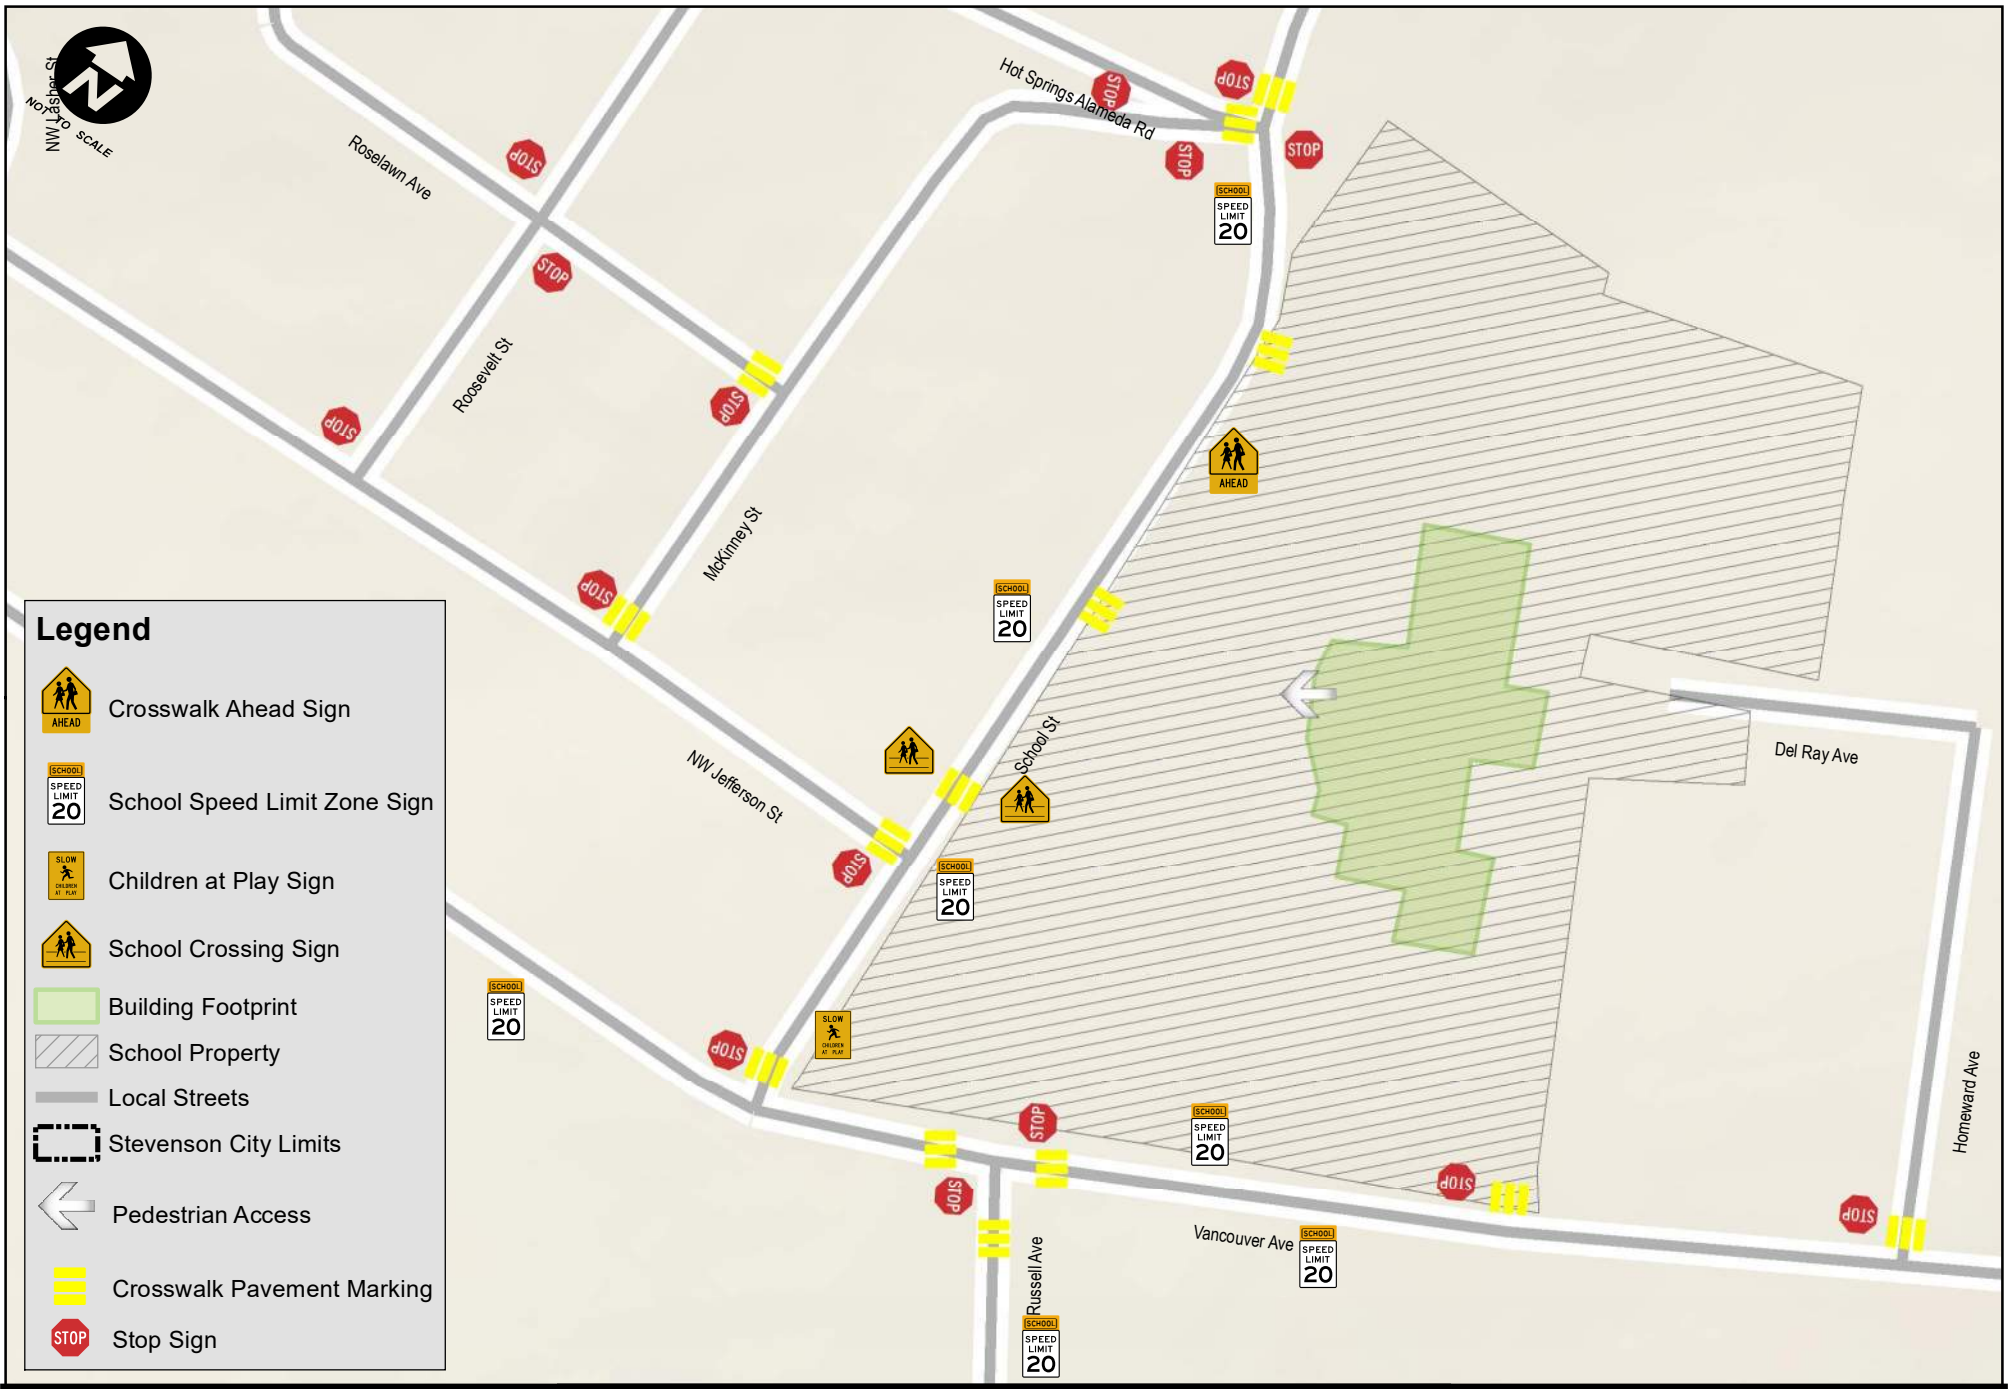 NW Lasher St
N
NOT TO SCALE
Hot Springs Alameda Rd
STOP
STOP
STOP
STOP
Roselawn Ave
STOP
STOP
SCHOOL
SPEED
LIMIT
20
Roosevelt St
STOP
STOP
AHEAD
McKinney St
STOP
SCHOOL
SPEED
LIMIT
20
School St
NW Jefferson St
STOP
SCHOOL
SPEED
LIMIT
20
Del Ray Ave
SCHOOL
SPEED
LIMIT
20
STOP
SLOW
CHILDREN
AT PLAY
STOP
STOP
SCHOOL
SPEED
LIMIT
20
STOP
STOP
Homeward Ave
Vancouver Ave
SCHOOL
SPEED
LIMIT
20
Russell Ave
SCHOOL
SPEED
LIMIT
20
Legend
AHEAD
Crosswalk Ahead Sign
SCHOOL
SPEED
LIMIT
20
School Speed Limit Zone Sign
SLOW
CHILDREN
AT PLAY
Children at Play Sign
School Crossing Sign
Building Footprint
School Property
Local Streets
Stevenson City Limits
Pedestrian Access
Crosswalk Pavement Marking
STOP
Stop Sign